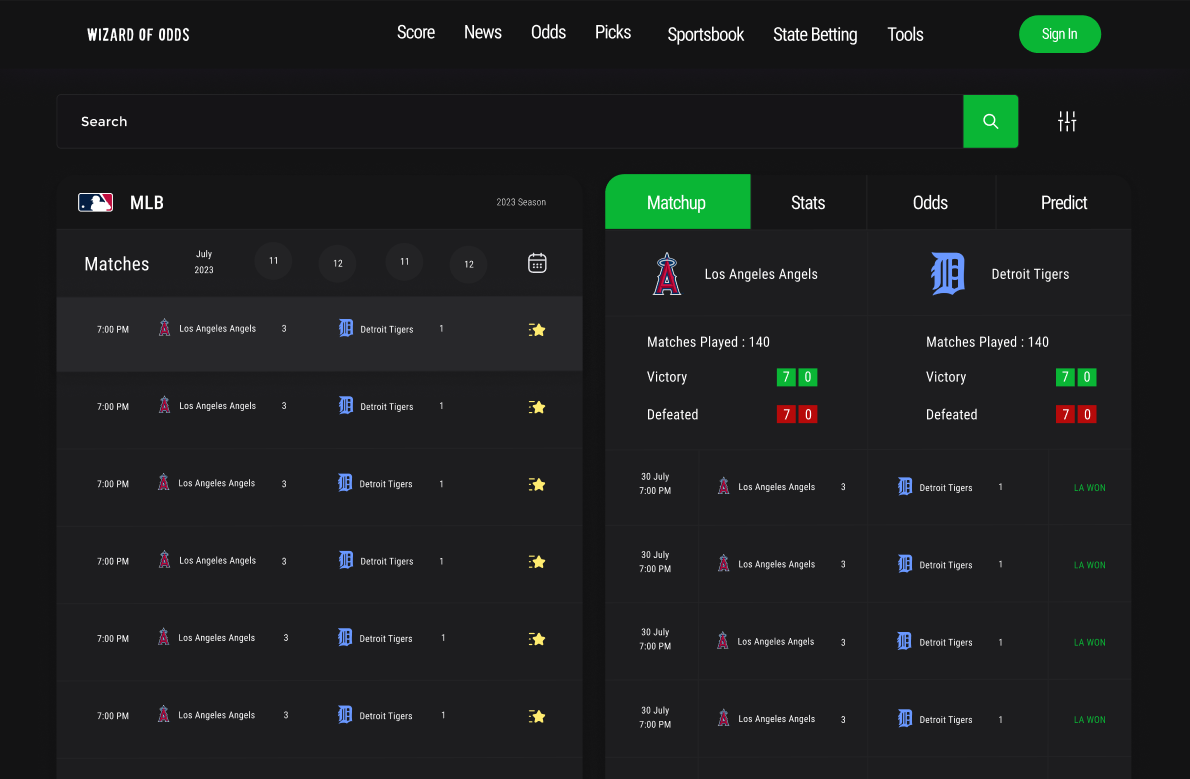 WIZARD OF ODDS
Score News Odds Picks Sportsbook State Betting Tools Sign In
Search
MLB 2023 Season
Matches July 2023 11 12 11 12
7:00 PM Los Angeles Angels 3 Detroit Tigers 1
7:00 PM Los Angeles Angels 3 Detroit Tigers 1
7:00 PM Los Angeles Angels 3 Detroit Tigers 1
7:00 PM Los Angeles Angels 3 Detroit Tigers 1
7:00 PM Los Angeles Angels 3 Detroit Tigers 1
7:00 PM Los Angeles Angels 3 Detroit Tigers 1
Matchup Stats Odds Predict
Los Angeles Angels Detroit Tigers
Matches Played : 140 Matches Played : 140
Victory 7 0 Victory 7 0
Defeated 7 0 Defeated 7 0
30 July
7:00 PM Los Angeles Angels 3 Detroit Tigers 1 LA WON
30 July
7:00 PM Los Angeles Angels 3 Detroit Tigers 1 LA WON
30 July
7:00 PM Los Angeles Angels 3 Detroit Tigers 1 LA WON
30 July
7:00 PM Los Angeles Angels 3 Detroit Tigers 1 LA WON